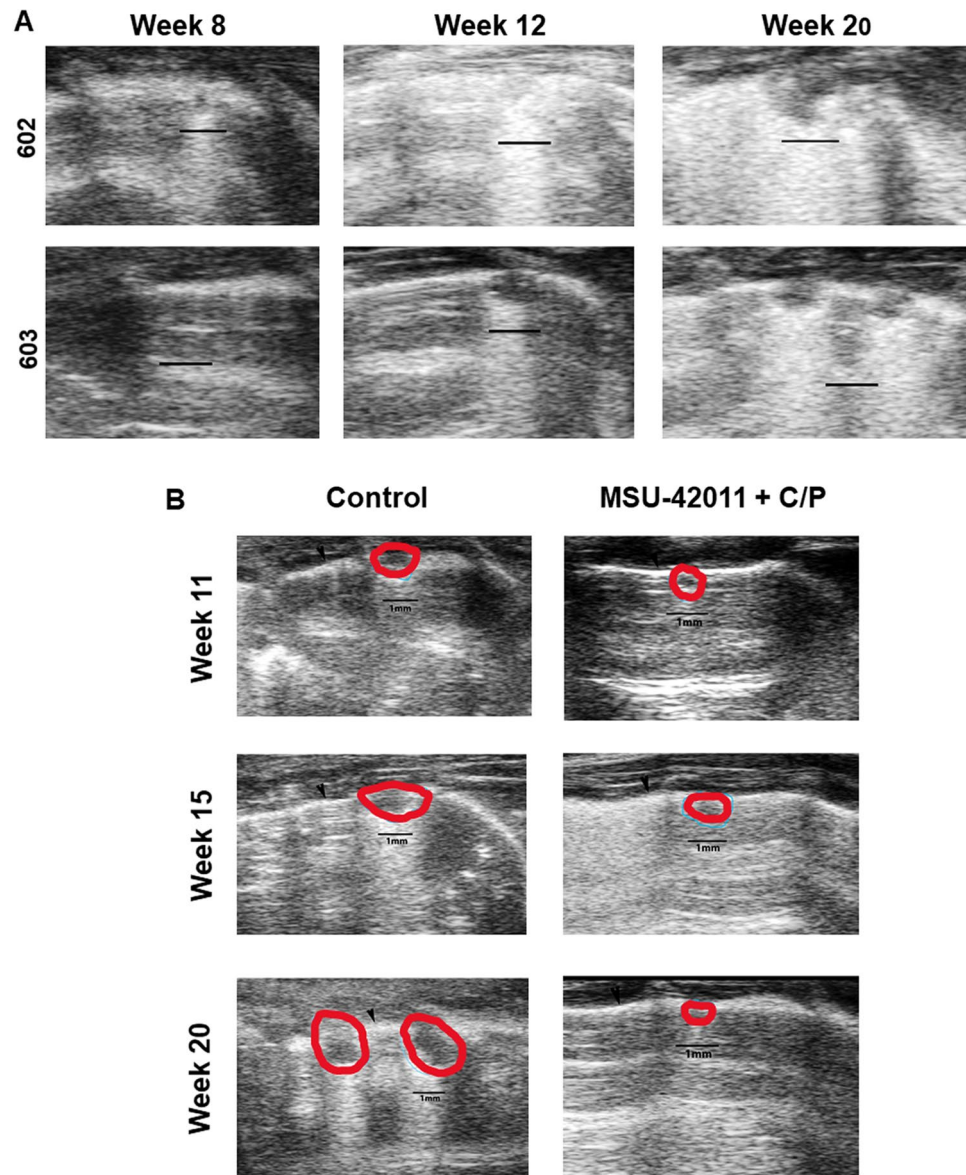 A
Week 8 Week 12 Week 20
602
603
B
Control MSU-42011 + C/P
Week 11
1mm 1mm
Week 15
1mm 1mm
Week 20
1mm 1mm